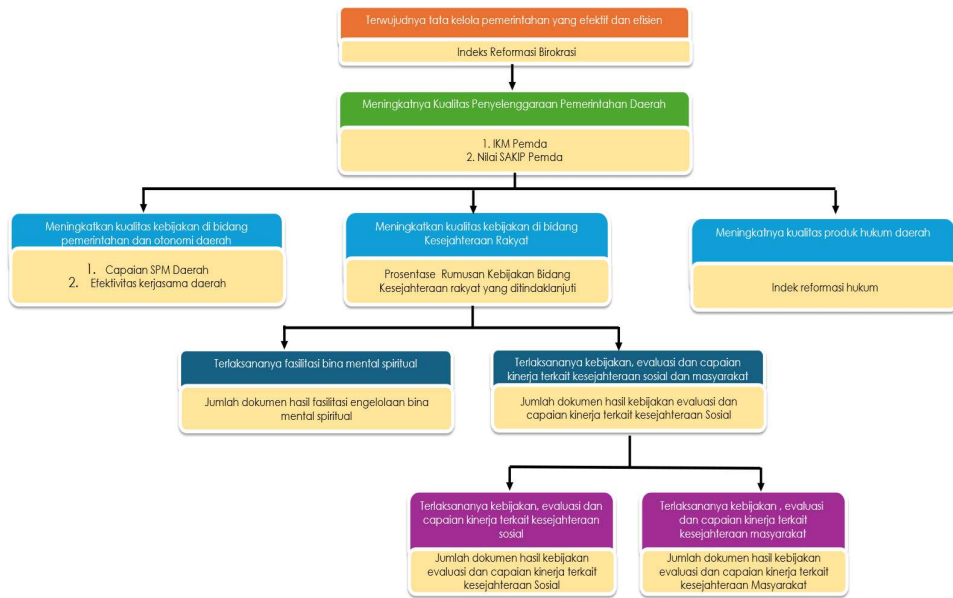 Terwujudnya tata kelola pemerintahan yang efektif dan efisien
Indeks Reformasi Birokrasi
Meningkatnya Kualitas Penyelenggaraan Pemerintahan Daerah
1. IKM Pemda
2. Nilai SAKIP Pemda
Meningkatkan kualitas kebijakan di bidang
pemerintahan dan otonomi daerah
1. Capaian SPM Daerah
2. Efektivitas kerjasama daerah
Meningkatkan kualitas kebijakan di bidang
Kesejahteraan Rakyat
Prosentase Rumusan Kebijakan Bidang
Kesejahteraan rakyat yang ditindaklanjuti
Meningkatnya kualitas produk hukum daerah
Indek reformasi hukum
Terlaksananya fasilitasi bina mental spiritual
Jumlah dokumen hasil fasilitasi engelolaan bina
mental spiritual
Terlaksananya kebijakan, evaluasi dan capaian
kinerja terkait kesejahteraan sosial dan masyarakat
Jumlah dokumen hasil kebijakan evaluasi dan
capaian kinerja terkait kesejahteraan Sosial
Terlaksananya kebijakan, evaluasi dan
capaian kinerja terkait kesejahteraan
sosial
Jumlah dokumen hasil kebijakan
evaluasi dan capaian kinerja terkait
kesejahteraan Sosial
Terlaksananya kebijakan , evaluasi
dan capaian kinerja terkait
kesejahteraan masyarakat
Jumlah dokumen hasil kebijakan
evaluasi dan capaian kinerja terkait
kesejahteraan Masyarakat